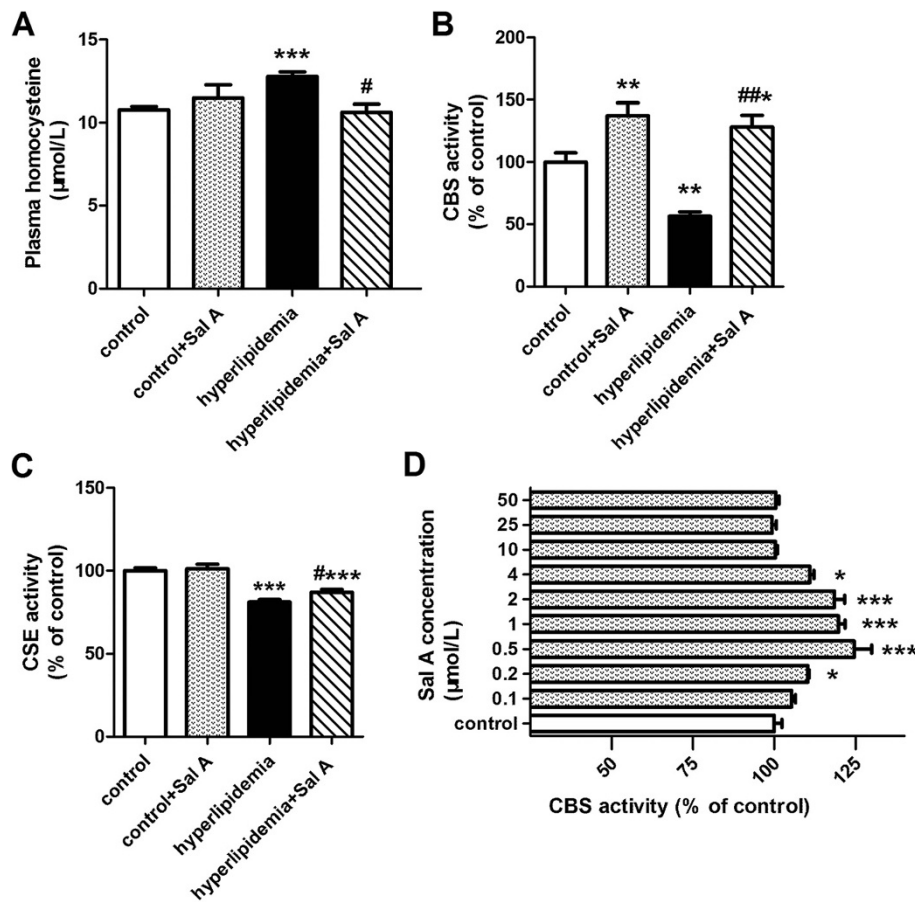 A
Plasma homocysteine
(µmol/L)
15
10
5
0
***
#
control
control+Sal A
hyperlipidemia
hyperlipidemia+Sal A
B
CBS activity
(% of control)
200
150
100
50
0
**
**
##*
control
control+Sal A
hyperlipidemia
hyperlipidemia+Sal A
C
CSE activity
(% of control)
150
100
50
0
***
#***
control
control+Sal A
hyperlipidemia
hyperlipidemia+Sal A
D
Sal A concentration
(µmol/L)
50
25
10
4 *
2 ***
1 ***
0.5 ***
0.2 *
0.1
control
50 75 100 125
CBS activity (% of control)